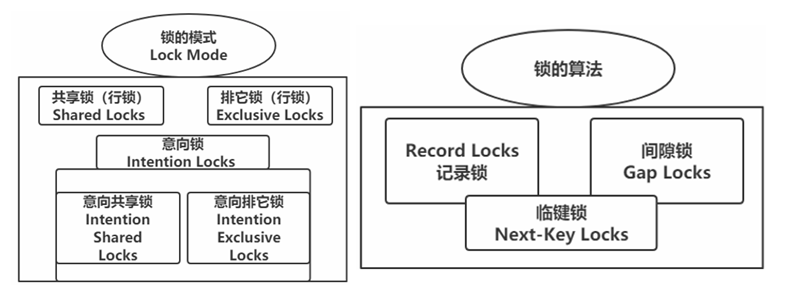 锁的模式
Lock Mode
共享锁（行锁）
Shared Locks
排它锁（行锁）
Exclusive Locks
意向锁
Intention Locks
意向共享锁
Intention
Shared
Locks
意向排它锁
Intention
Exclusive
Locks
锁的算法
Record Locks
记录锁
间隙锁
Gap Locks
临键锁
Next-Key Locks